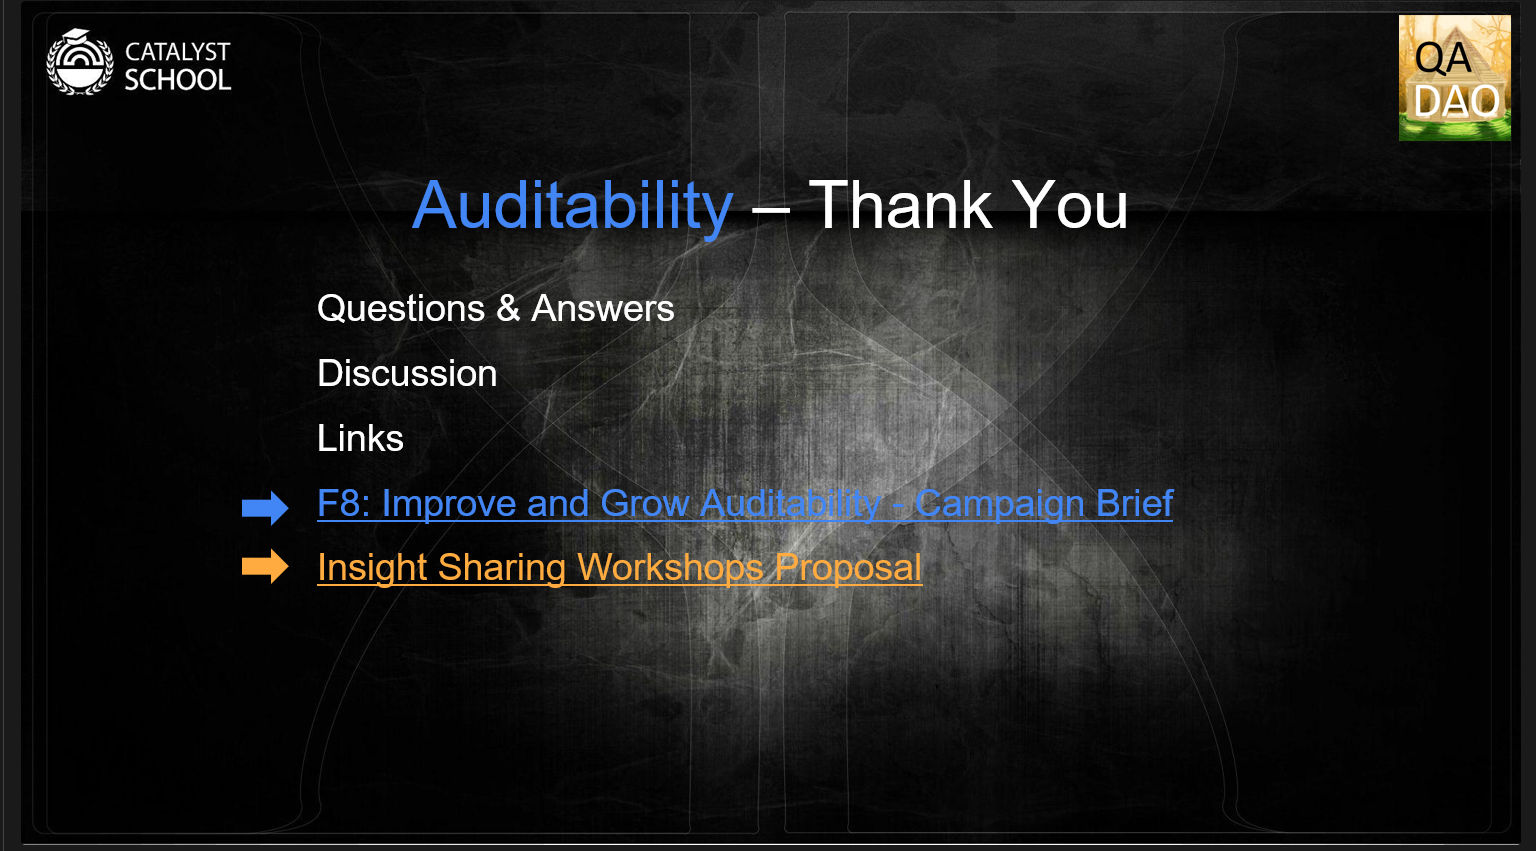 CATALYST
SCHOOL
QA
DAO
Auditability – Thank You
Questions & Answers
Discussion
Links
F8: Improve and Grow Auditability - Campaign Brief
Insight Sharing Workshops Proposal